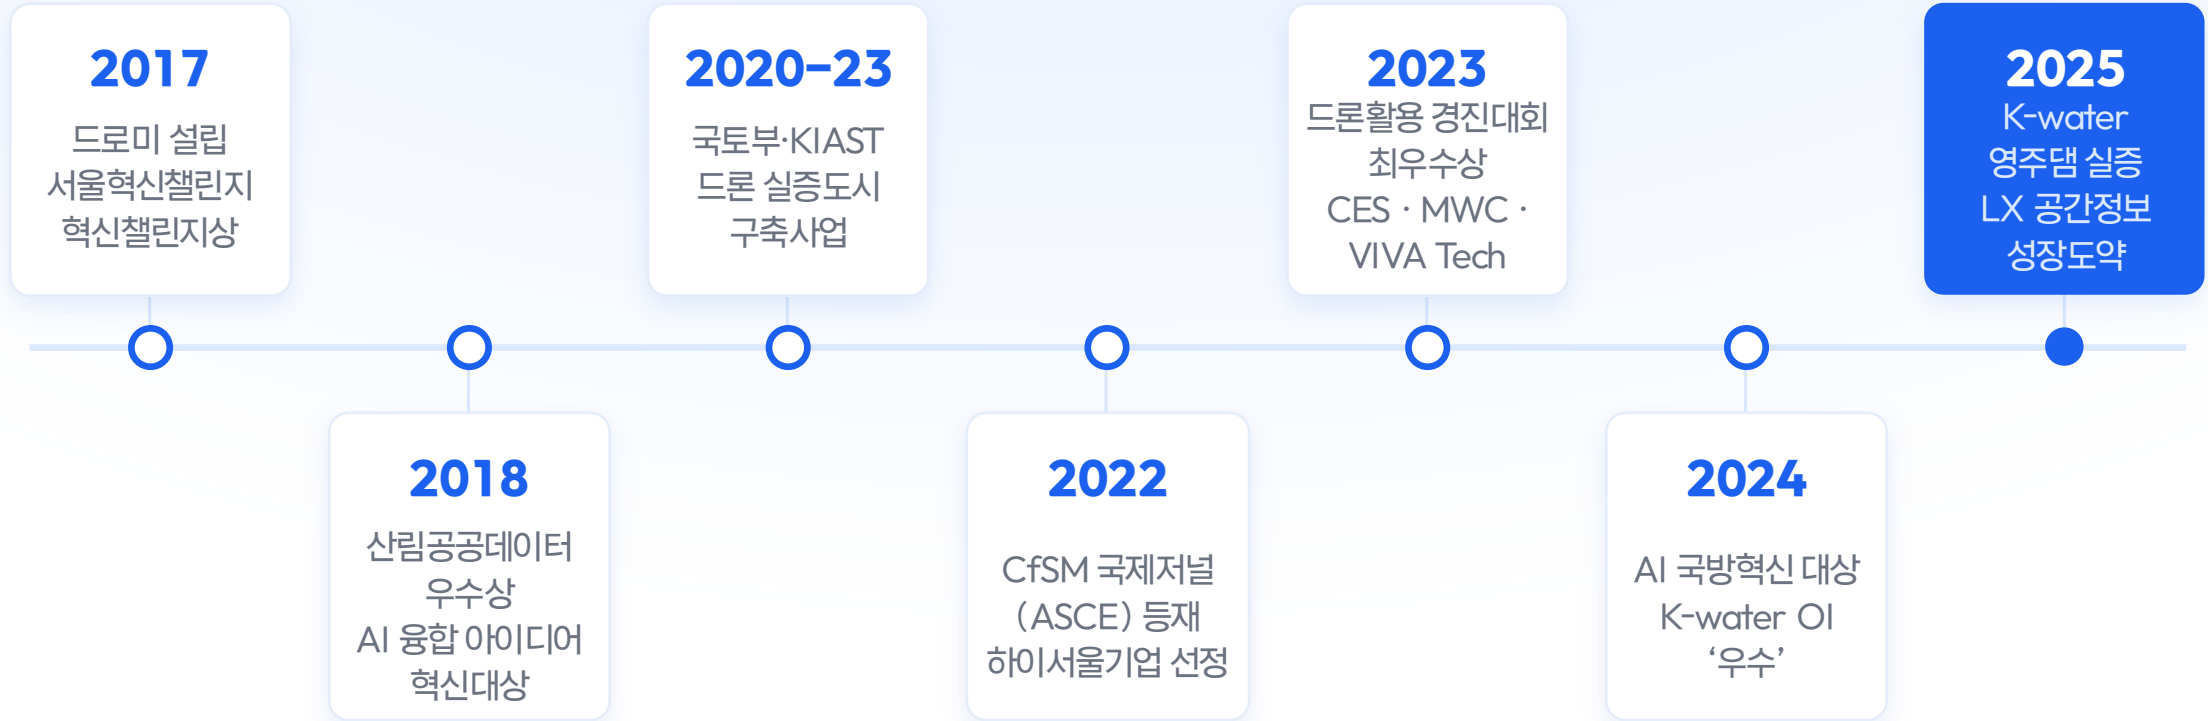 2017
드로미 설립
서울혁신챌린지
혁신챌린지상
2018
산림공공데이터
우수상
AI 융합 아이디어
혁신대상
2020-23
국토부·KIAST
드론 실증도시
구축사업
2022
CfSM 국제저널
(ASCE) 등재
하이서울기업 선정
2023
드론활용 경진대회
최우수상
CES · MWC ·
VIVA Tech
2024
AI 국방혁신 대상
K-water OI
‘우수’
2025
K-water
영주댐 실증
LX 공간정보
성장도약